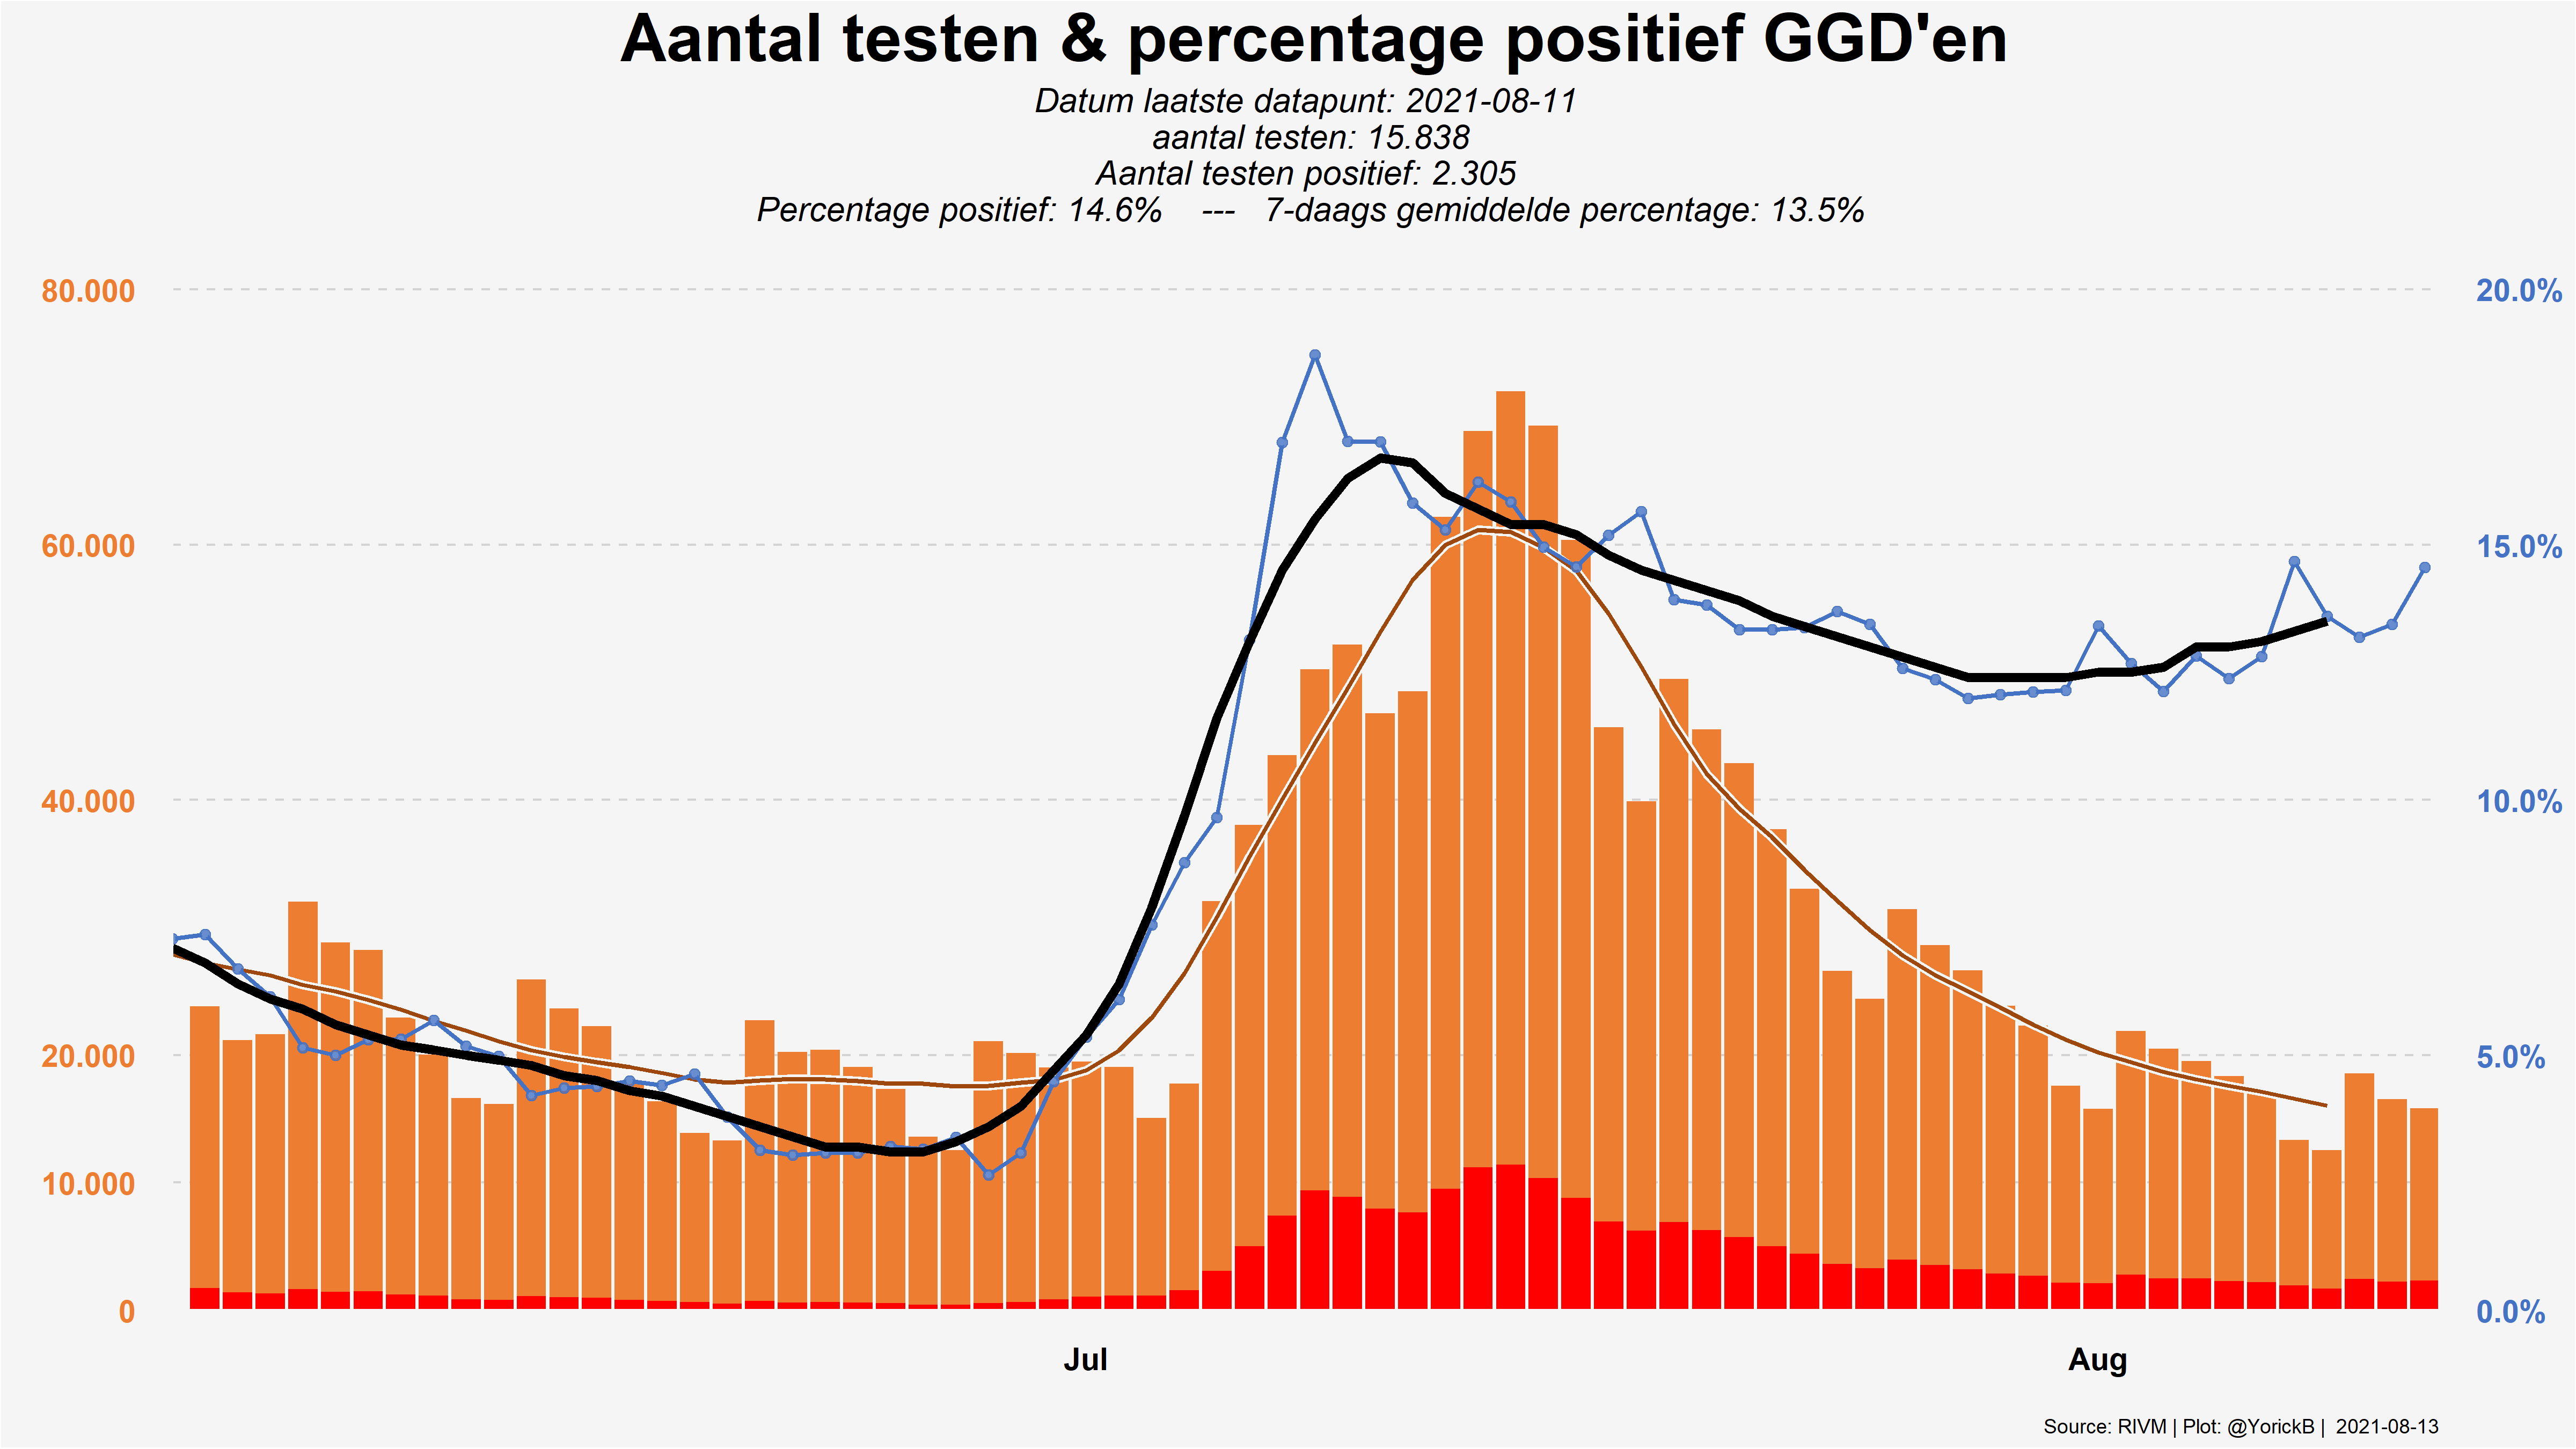 Aantal testen & percentage positief GGD'en
Datum laatste datapunt: 2021-08-11
aantal testen: 15.838
Aantal testen positief: 2.305
Percentage positief: 14.6% --- 7-daags gemiddelde percentage: 13.5%
80.000
20.0%
60.000
15.0%
40.000
10.0%
20.000
5.0%
10.000
0
0.0%
Jul
Aug
Source: RIVM | Plot: @YorickB | 2021-08-13